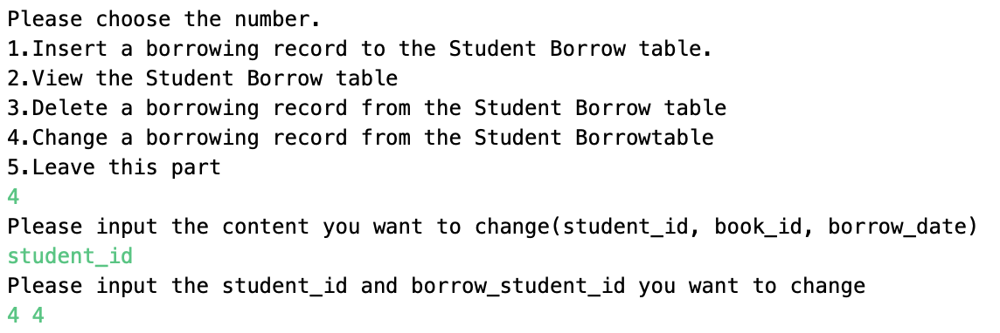 Please choose the number.
1.Insert a borrowing record to the Student Borrow table.
2.View the Student Borrow table
3.Delete a borrowing record from the Student Borrow table
4.Change a borrowing record from the Student Borrowtable
5.Leave this part
4
Please input the content you want to change(student_id, book_id, borrow_date)
student_id
Please input the student_id and borrow_student_id you want to change
4 4